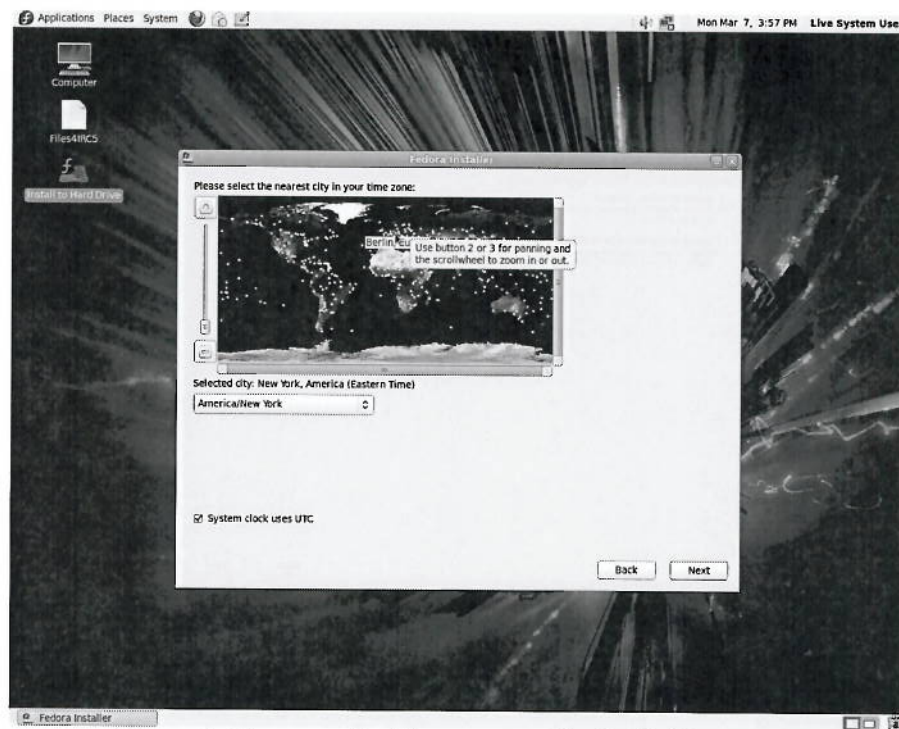 Applications Places System
Mon Mar 7, 3:57 PM Live System Use
Computer
Files4IRC5
Install to Hard Drive
Fedora Installer
Please select the nearest city in your time zone:
Berlin, Eu
Use button 2 or 3 for panning and
the scrollwheel to zoom in or out.
Selected city: New York, America (Eastern Time)
America/New York
System clock uses UTC
Back Next
Fedora Installer